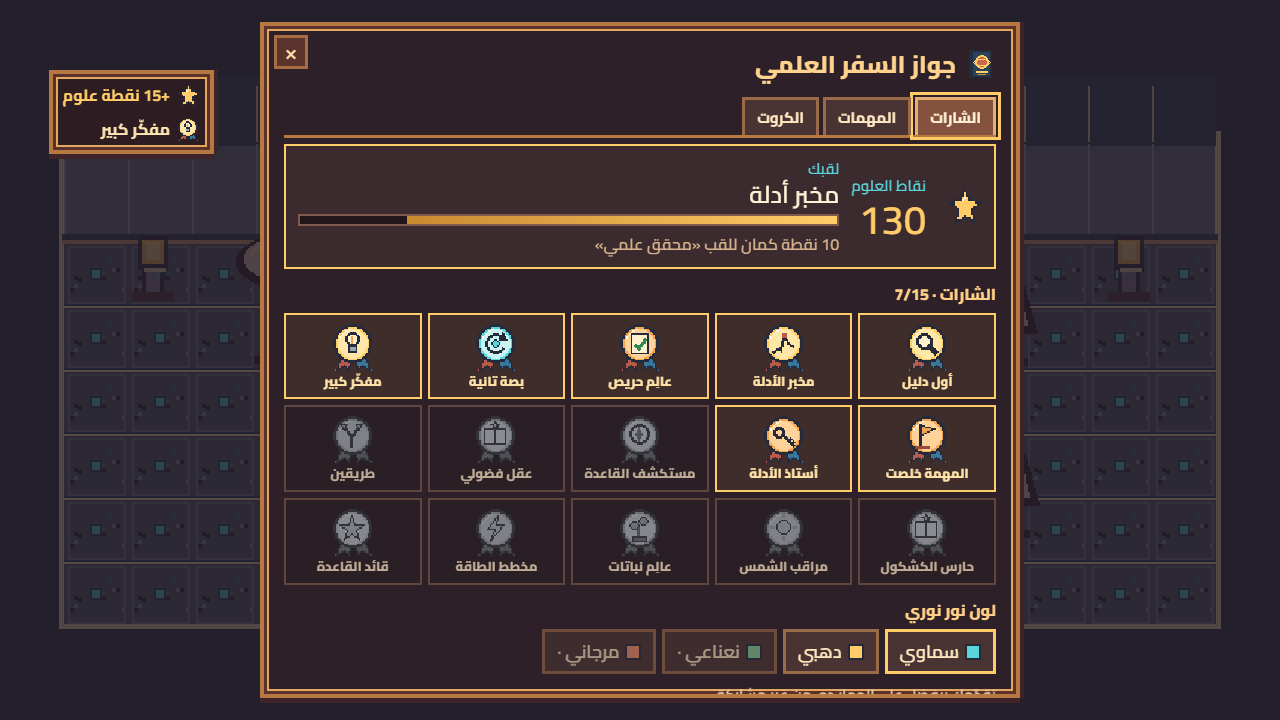 جواز السفر العلمي
×
+15 نقطة علوم
مفكّر كبير
الشارات
المهمات
الكروت
نقاط العلوم
130
لقبك
مخبر أدلة
10 نقطة كمان للقب «محقق علمي»
الشارات · 7/15
أول دليل
مخبر الأدلة
عالم حريص
بصة تانية
مفكّر كبير
المهمة خلصت
أستاذ الأدلة
مستكشف القاعدة
عقل فضولي
طريقين
حارس الكشكول
مراقب الشمس
عالم نباتات
مخطط الطاقة
قائد القاعدة
لون نور نوري
سماوي
دهبي
نعناعي ·
مرجاني ·